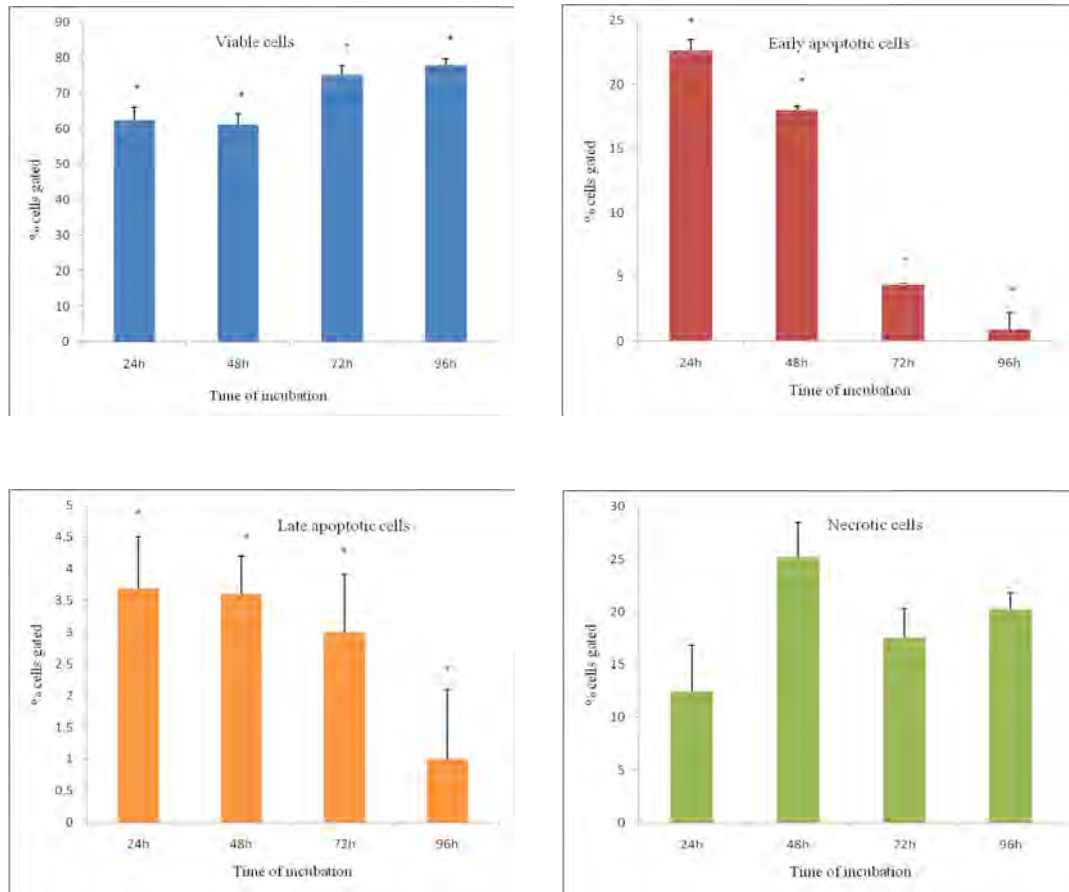 Viable cells
% cells gated
90
80
70
60
50
40
30
20
10
0
24h 48h 72h 96h
Time of incubation
* * * *
Early apoptotic cells
% cells gated
25
20
15
10
5
0
24h 48h 72h 96h
Time of incubation
* * * *
Late apoptotic cells
% cells gated
5
4.5
4
3.5
3
2.5
2
1.5
1
0.5
0
24h 48h 72h 96h
Time of incubation
* * * *
Necrotic cells
% cells gated
30
25
20
15
10
5
0
24h 48h 72h 96h
Time of incubation